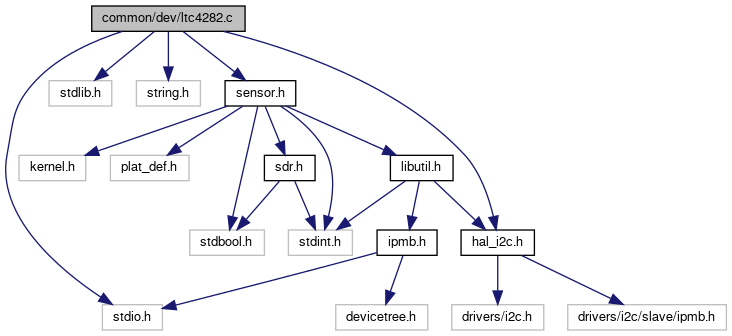 common/dev/ltc4282.c
stdlib.h
string.h
sensor.h
kernel.h
plat_def.h
sdr.h
libutil.h
stdbool.h
stdint.h
ipmb.h
hal_i2c.h
stdio.h
devicetree.h
drivers/i2c.h
drivers/i2c/slave/ipmb.h